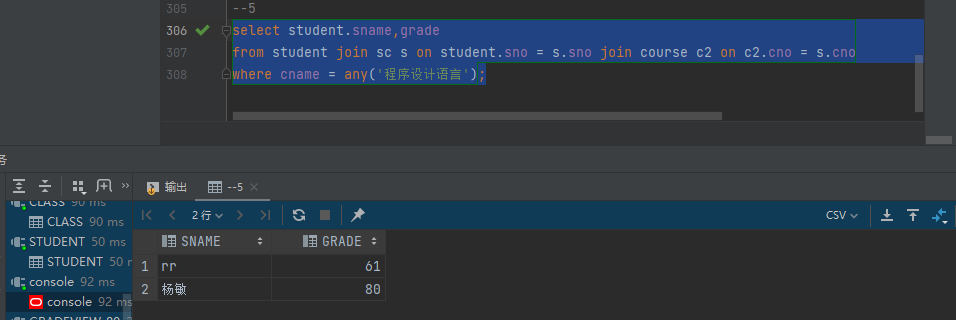 305
--5
306
select student.sname,grade
307
from student join sc s on student.sno = s.sno join course c2 on c2.cno = s.cno
308
where cname = any('程序设计语言');
务
输出
--5
CLASS 90 ms
CLASS 90 ms
STUDENT 50 ms
STUDENT 50 r
console 92 ms
console 92 ms
2 行
CSV
SNAME
GRADE
1 rr 61
2 杨敏 80